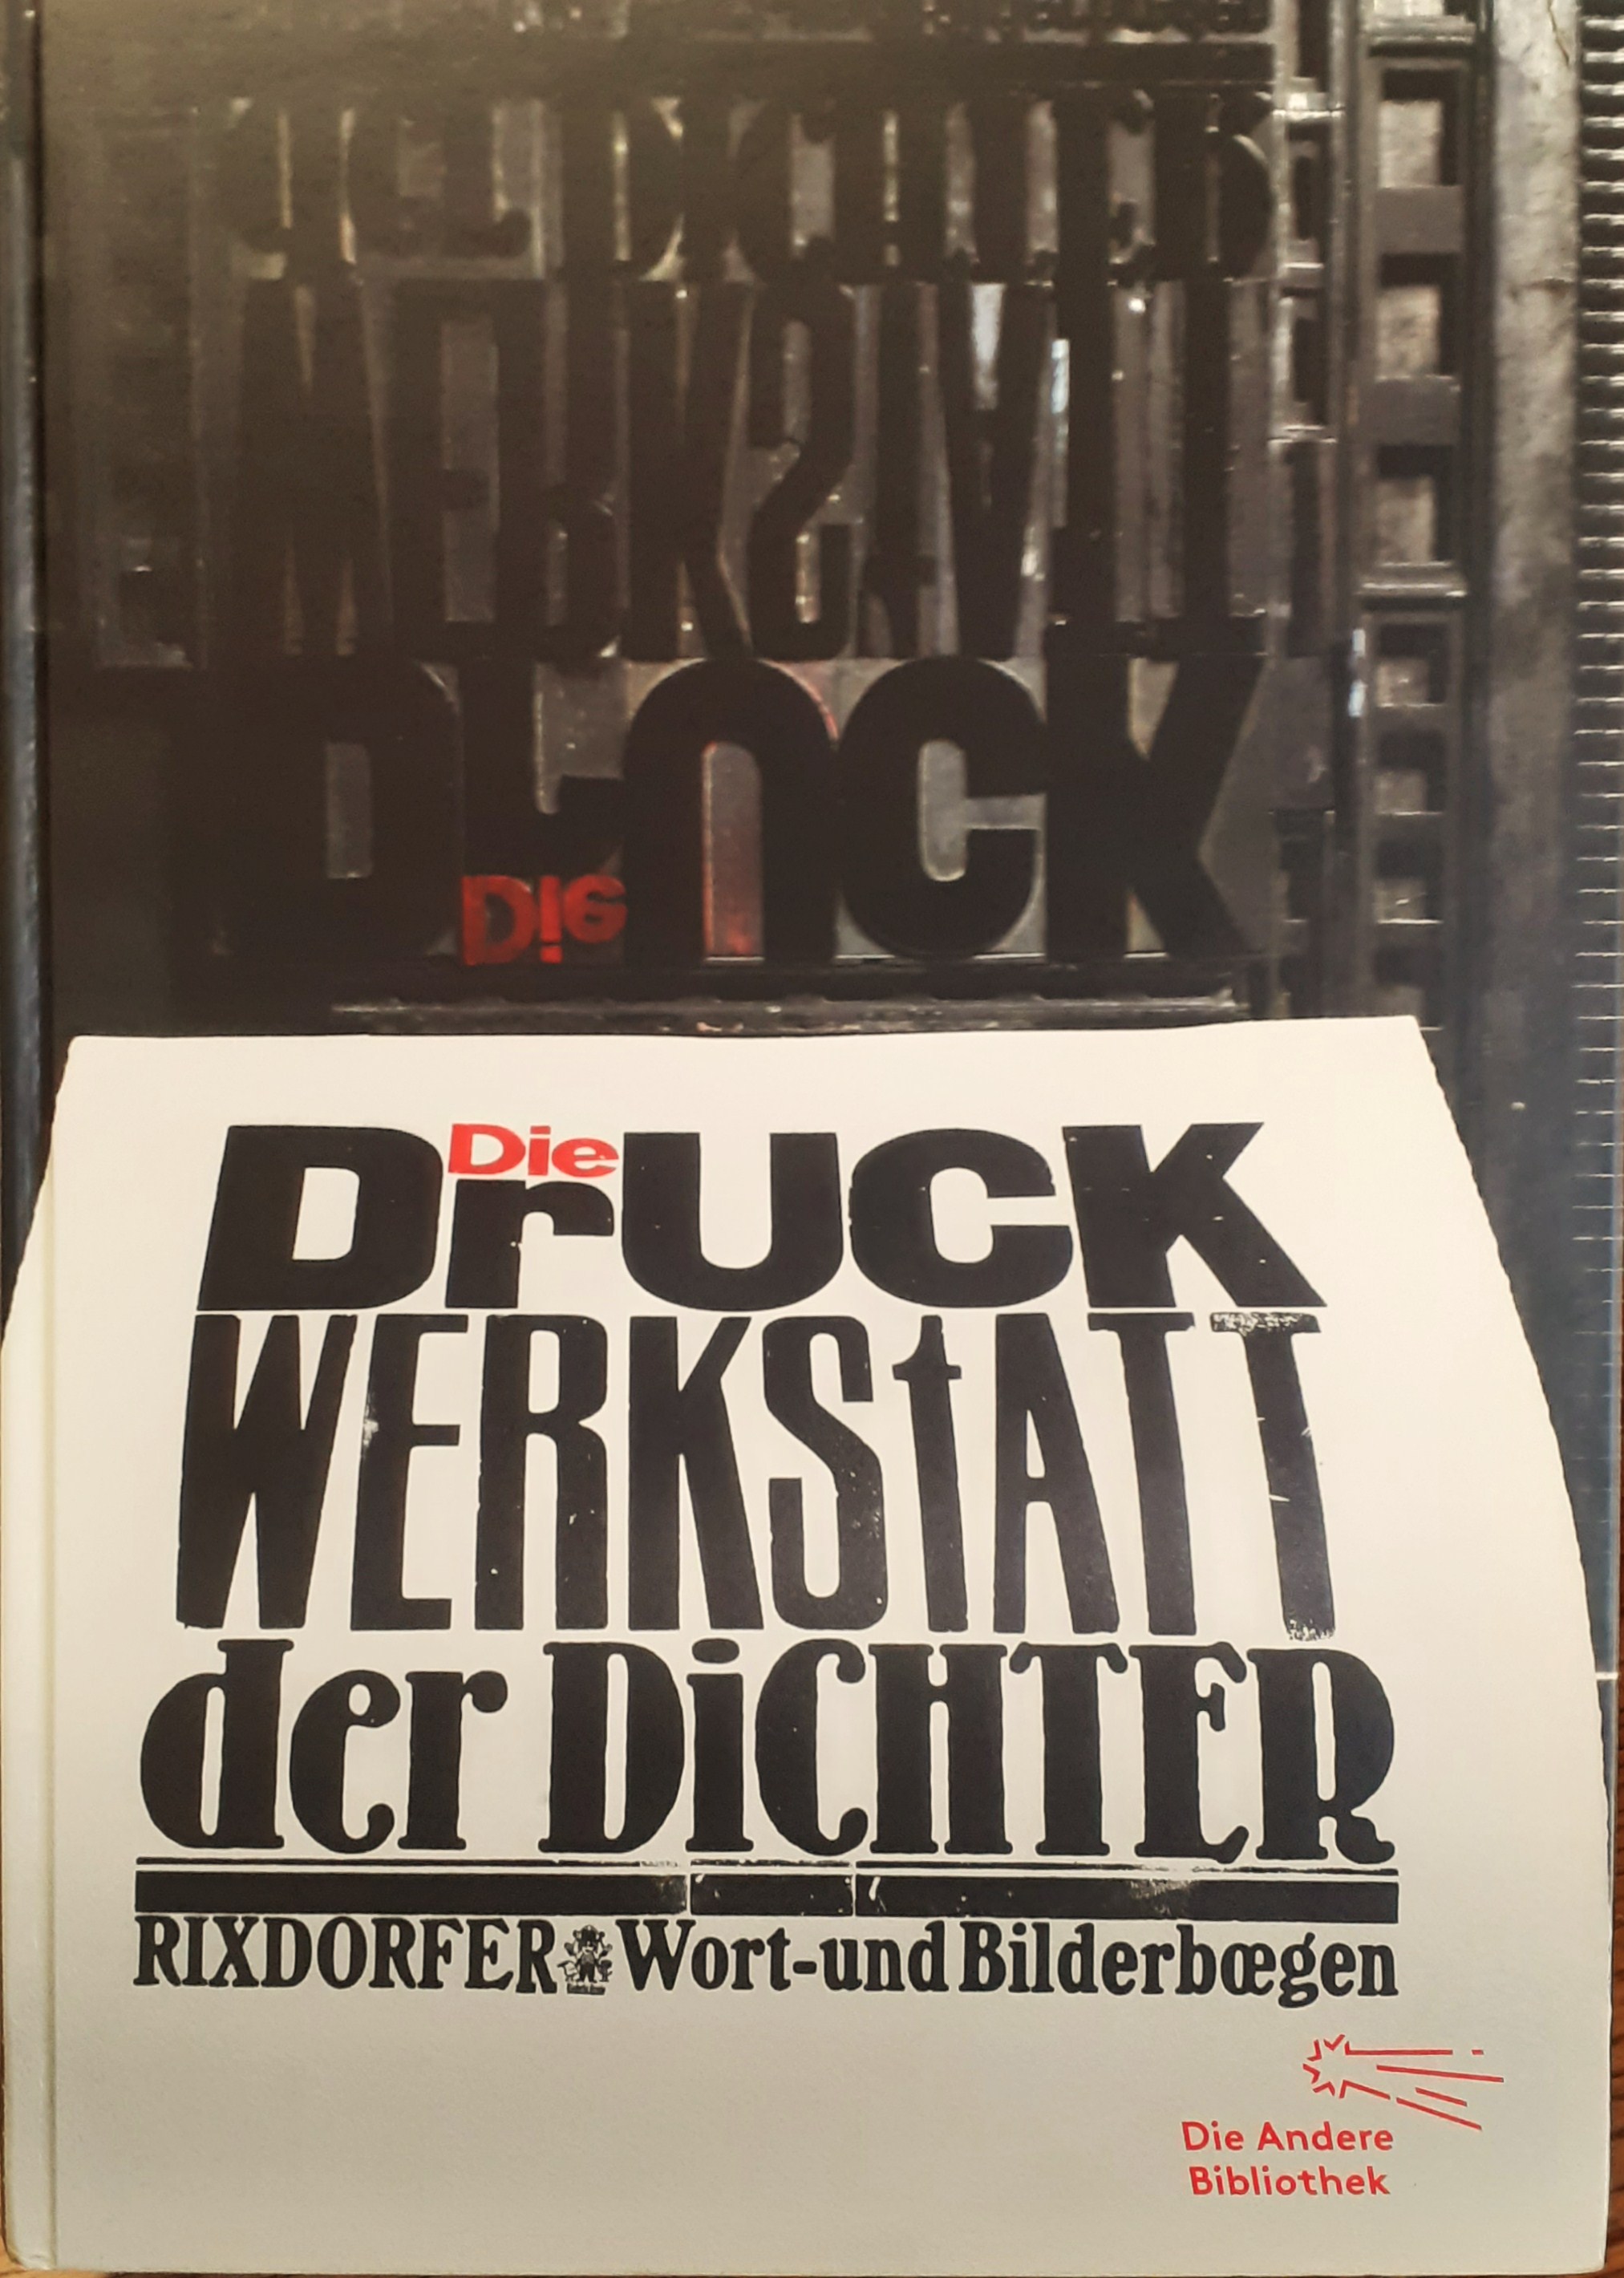 Die
DrUCK
WERKStATT
der DiCHTER
RIXDORFER Wort-und Bilderbœgen
Die Andere
Bibliothek